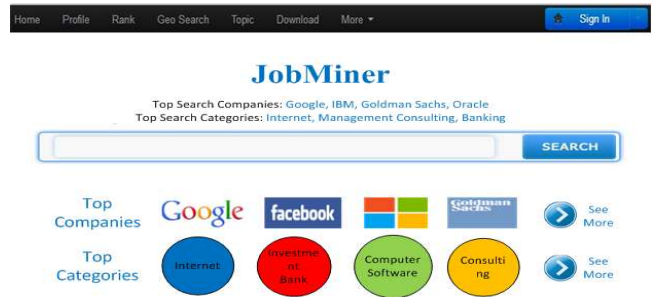 Home Profile Rank Geo Search Topic Download More Sign In
JobMiner
Top Search Companies: Google, IBM, Goldman Sachs, Oracle
Top Search Categories: Internet, Management Consulting, Banking
SEARCH
Top
Companies
Google
facebook
Goldman
Sachs
See
More
Top
Categories
Internet
Investme
nt
Bank
Computer
Software
Consulti
ng
See
More